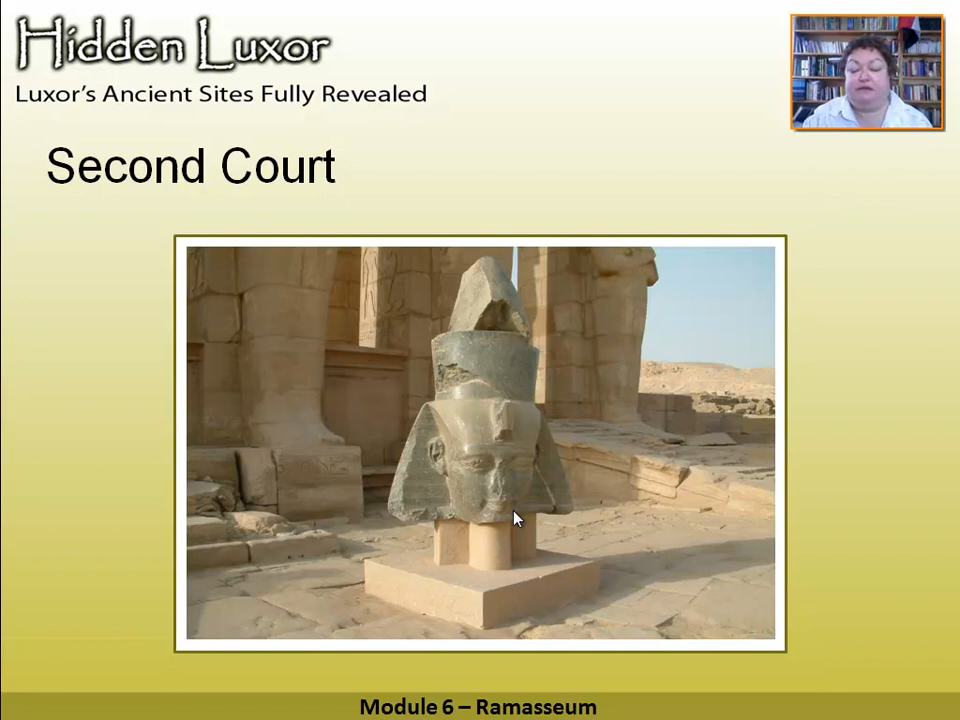 Hidden Luxor
Luxor's Ancient Sites Fully Revealed
Second Court
Module 6 – Ramasseum